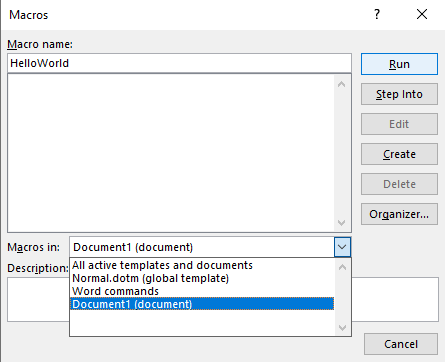 Macros
?
Macro name:
HelloWorld
Run
Step Into
Edit
Create
Delete
Organizer...
Macros in:
Document1 (document)
All active templates and documents
Normal.dotm (global template)
Word commands
Document1 (document)
Description:
Cancel